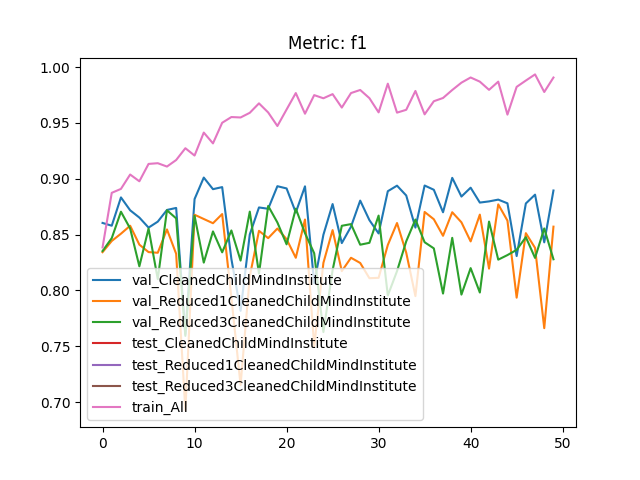 Metric: f1
1.00
0.95
0.90
0.85
0.80
0.75
0.70
val_CleanedChildMindInstitute
val_Reduced1CleanedChildMindInstitute
val_Reduced3CleanedChildMindInstitute
test_CleanedChildMindInstitute
test_Reduced1CleanedChildMindInstitute
test_Reduced3CleanedChildMindInstitute
train_All
0 10 20 30 40 50